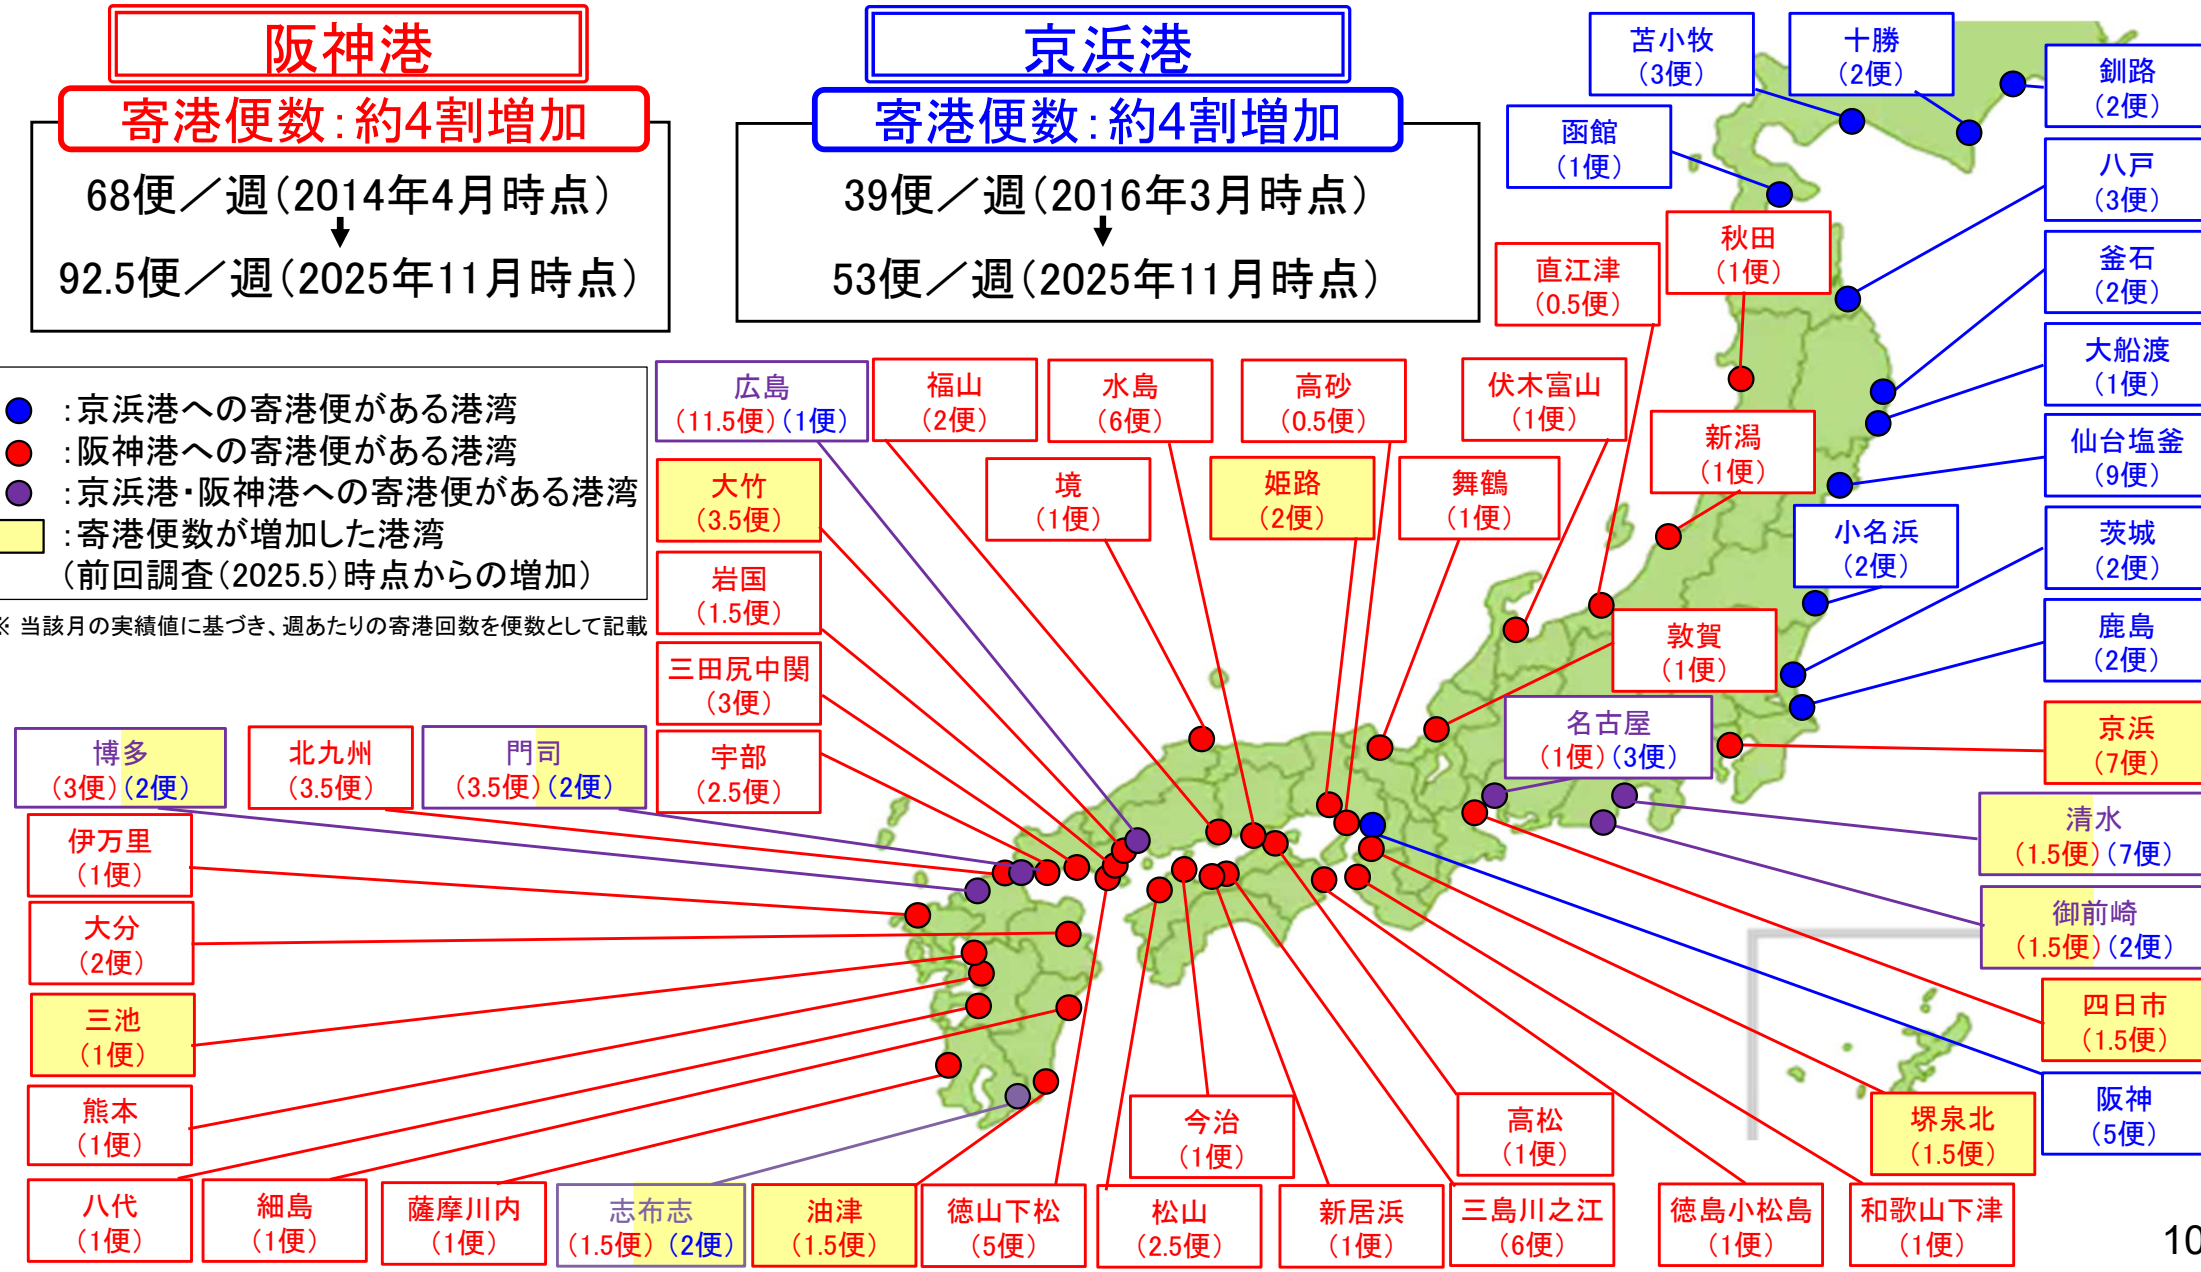 阪神港
寄港便数：約4割増加
68便／週（2014年4月時点）
92.5便／週（2025年11月時点）
京浜港
寄港便数：約4割増加
39便／週（2016年3月時点）
53便／週（2025年11月時点）
：京浜港への寄港便がある港湾
：阪神港への寄港便がある港湾
：京浜港・阪神港への寄港便がある港湾
：寄港便数が増加した港湾
（前回調査（2025.5）時点からの増加）
※ 当該月の実績値に基づき、週あたりの寄港回数を便数として記載
苫小牧
（3便）
十勝
（2便）
釧路
（2便）
函館
（1便）
八戸
（3便）
秋田
（1便）
釜石
（2便）
直江津
（0.5便）
大船渡
（1便）
広島
（11.5便）（1便）
福山
（2便）
水島
（6便）
高砂
（0.5便）
伏木富山
（1便）
新潟
（1便）
仙台塩釜
（9便）
大竹
（3.5便）
境
（1便）
姫路
（2便）
舞鶴
（1便）
小名浜
（2便）
茨城
（2便）
岩国
（1.5便）
敦賀
（1便）
鹿島
（2便）
三田尻中関
（3便）
名古屋
（1便）（3便）
京浜
（7便）
博多
（3便）（2便）
北九州
（3.5便）
門司
（3.5便）（2便）
宇部
（2.5便）
清水
（1.5便）（7便）
伊万里
（1便）
御前崎
（1.5便）（2便）
大分
（2便）
四日市
（1.5便）
三池
（1便）
阪神
（5便）
熊本
（1便）
今治
（1便）
高松
（1便）
堺泉北
（1.5便）
八代
（1便）
細島
（1便）
薩摩川内
（1便）
志布志
（1.5便）（2便）
油津
（1.5便）
徳山下松
（5便）
松山
（2.5便）
新居浜
（1便）
三島川之江
（6便）
徳島小松島
（1便）
和歌山下津
（1便）
10